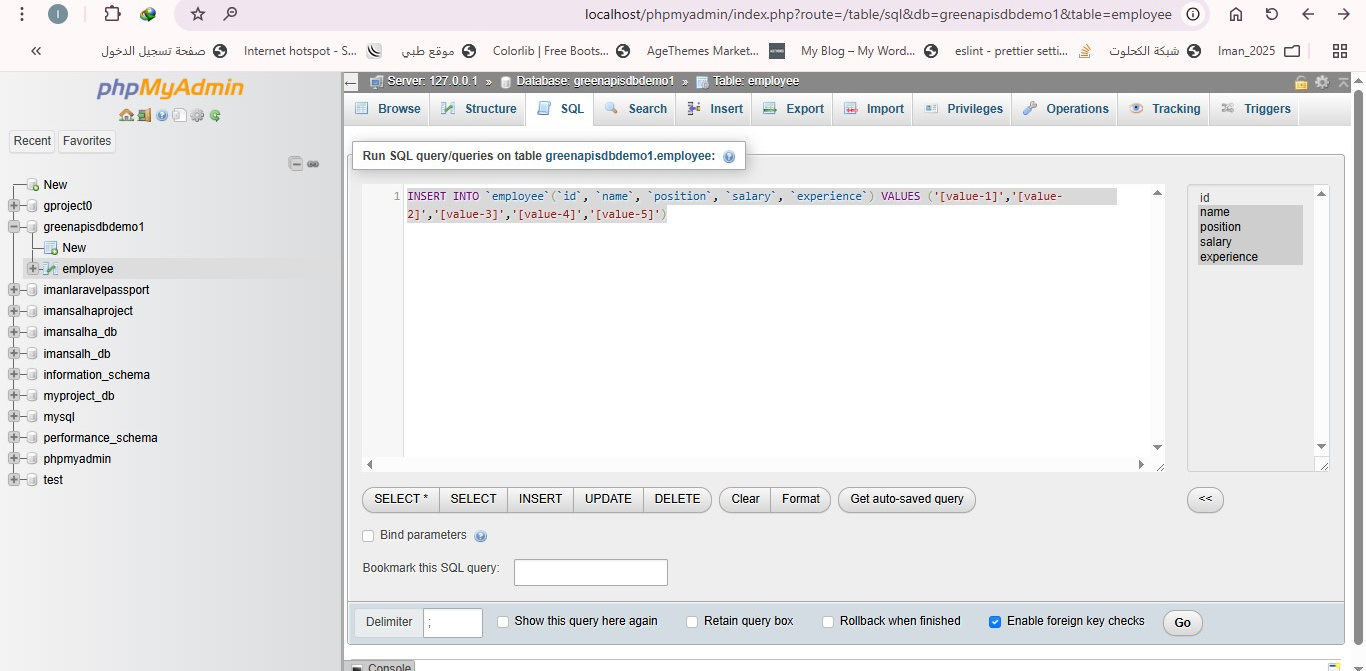 I
localhost/phpmyadmin/index.php?route=/table/sql&db=greenapisdbdemo1&table=employee
صفحة تسجيل الدخول
Internet hotspot - S...
موقع طبي
Colorlib | Free Boots...
AgeThemes Market...
My Blog – My Word...
eslint - prettier setti...
شبكة الكحلوت
Iman_2025
phpMyAdmin
Recent
Favorites
New
gproject0
greenapisdbdemo1
New
employee
imanlaravelpassport
imansalhaproject
imansalha_db
imansalh_db
information_schema
myproject_db
mysql
performance_schema
phpmyadmin
test
Server: 127.0.0.1 » Database: greenapisdbdemo1 » Table: employee
Browse
Structure
SQL
Search
Insert
Export
Import
Privileges
Operations
Tracking
Triggers
Run SQL query/queries on table greenapisdbdemo1.employee:
1 INSERT INTO `employee`(`id`, `name`, `position`, `salary`, `experience`) VALUES ('[value-1]','[value-
2]','[value-3]','[value-4]','[value-5]')
id
name
position
salary
experience
SELECT *
SELECT
INSERT
UPDATE
DELETE
Clear
Format
Get auto-saved query
<<
Bind parameters
Bookmark this SQL query:
Delimiter
;
Show this query here again
Retain query box
Rollback when finished
Enable foreign key checks
Go
Console